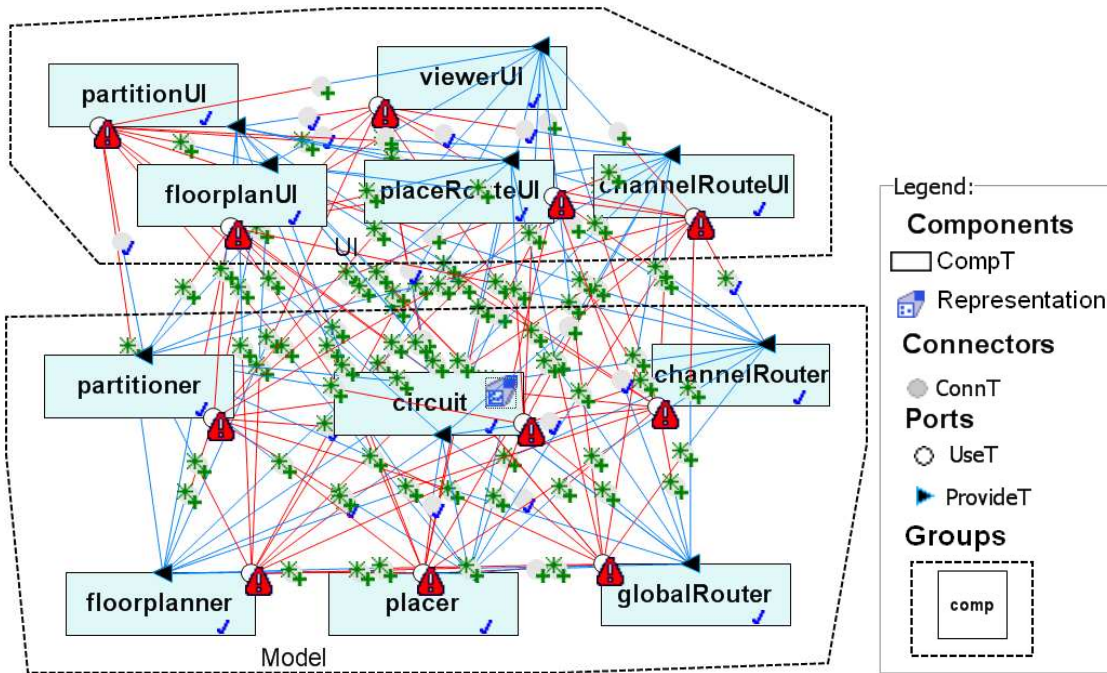 viewerUI
partitionUI
floorplanUI
placeRouteUI
channelRouteUI
UI
partitioner
circuit
channelRouter
floorplanner
placer
globalRouter
Model
Legend:
Components
CompT
Representation
Connectors
ConnT
Ports
UseT
ProvideT
Groups
comp